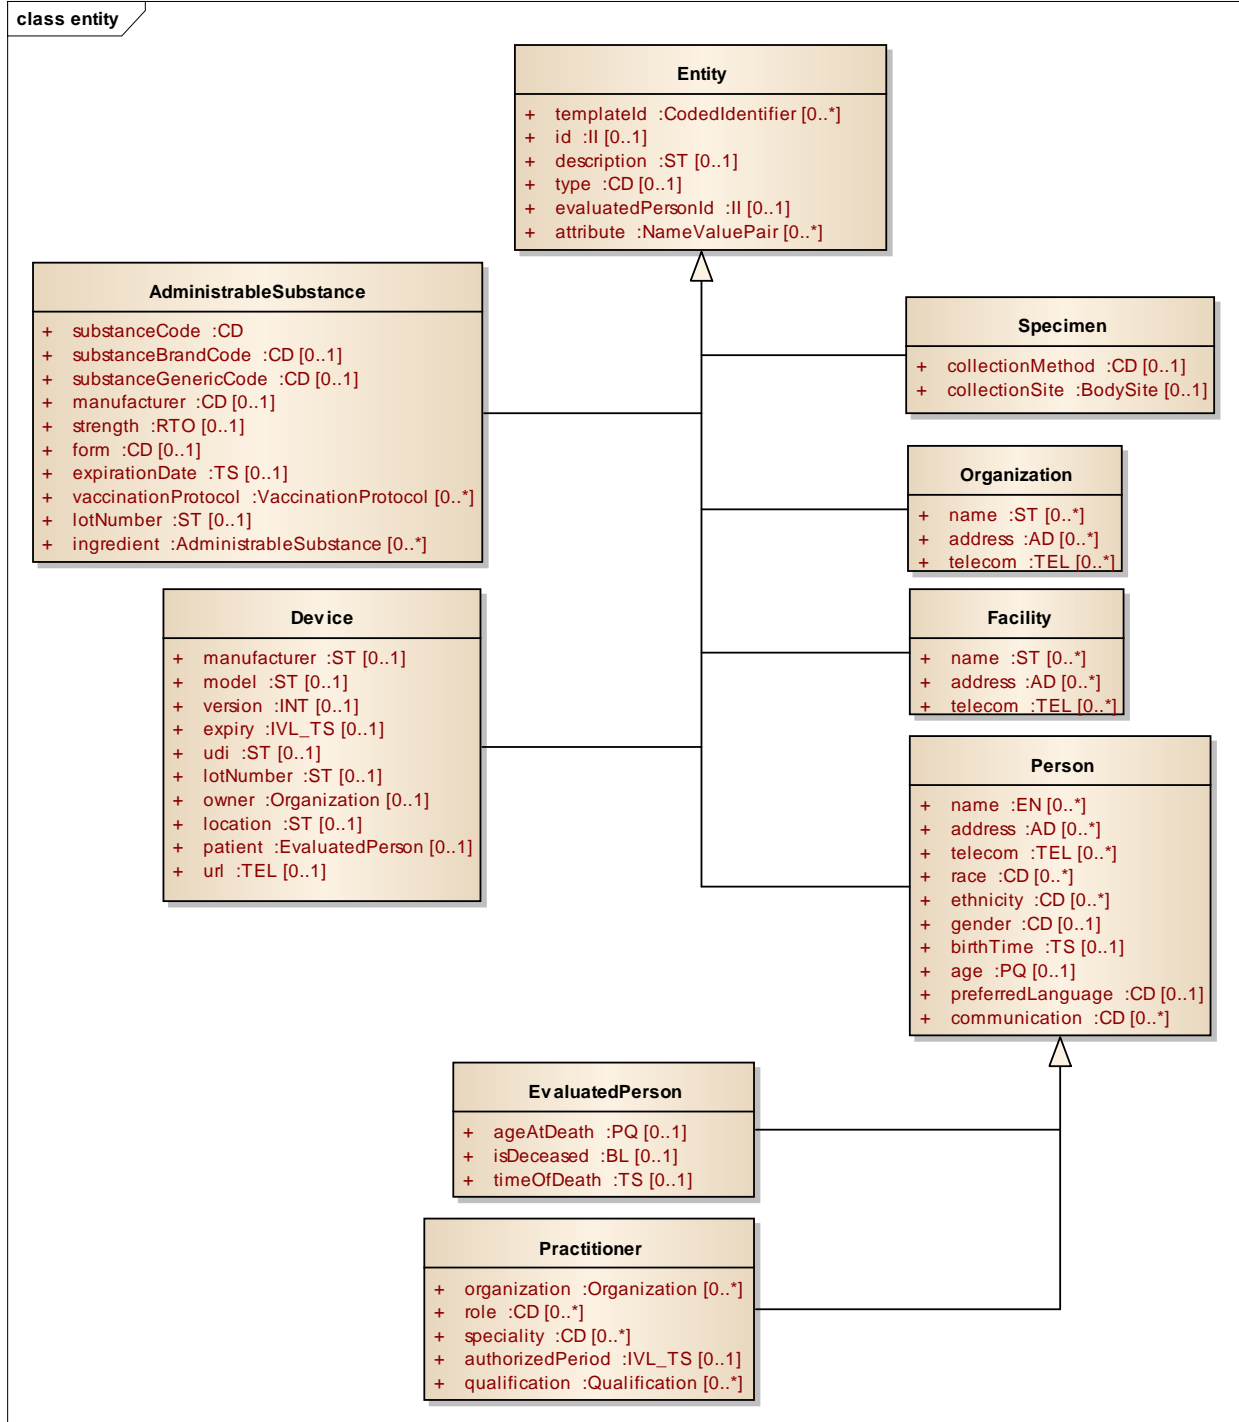 class entity
Entity
+ templateId :CodedIdentifier [0..*]
+ id :II [0..1]
+ description :ST [0..1]
+ type :CD [0..1]
+ evaluatedPersonId :II [0..1]
+ attribute :NameValuePair [0..*]
AdministrableSubstance
+ substanceCode :CD
+ substanceBrandCode :CD [0..1]
+ substanceGenericCode :CD [0..1]
+ manufacturer :CD [0..1]
+ strength :RTO [0..1]
+ form :CD [0..1]
+ expirationDate :TS [0..1]
+ vaccinationProtocol :VaccinationProtocol [0..*]
+ lotNumber :ST [0..1]
+ ingredient :AdministrableSubstance [0..*]
Specimen
+ collectionMethod :CD [0..1]
+ collectionSite :BodySite [0..1]
Organization
+ name :ST [0..*]
+ address :AD [0..*]
+ telecom :TEL [0..*]
Device
+ manufacturer :ST [0..1]
+ model :ST [0..1]
+ version :INT [0..1]
+ expiry :IVL_TS [0..1]
+ udi :ST [0..1]
+ lotNumber :ST [0..1]
+ owner :Organization [0..1]
+ location :ST [0..1]
+ patient :EvaluatedPerson [0..1]
+ url :TEL [0..1]
Facility
+ name :ST [0..*]
+ address :AD [0..*]
+ telecom :TEL [0..*]
Person
+ name :EN [0..*]
+ address :AD [0..*]
+ telecom :TEL [0..*]
+ race :CD [0..*]
+ ethnicity :CD [0..*]
+ gender :CD [0..1]
+ birthTime :TS [0..1]
+ age :PQ [0..1]
+ preferredLanguage :CD [0..1]
+ communication :CD [0..*]
EvaluatedPerson
+ ageAtDeath :PQ [0..1]
+ isDeceased :BL [0..1]
+ timeOfDeath :TS [0..1]
Practitioner
+ organization :Organization [0..*]
+ role :CD [0..*]
+ speciality :CD [0..*]
+ authorizedPeriod :IVL_TS [0..1]
+ qualification :Qualification [0..*]